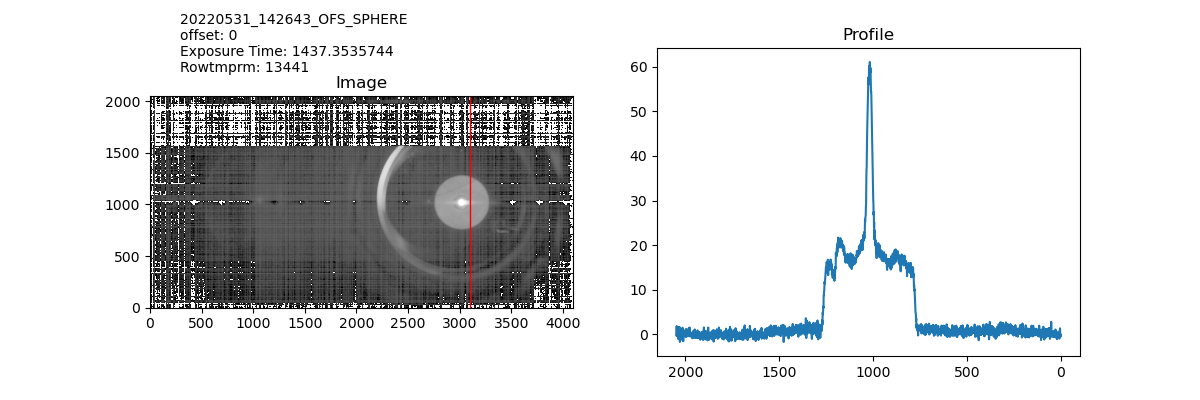 20220531_142643_OFS_SPHERE
offset: 0
Exposure Time: 1437.3535744
Rowtmprm: 13441
Image
2000
1500
1000
500
0
0 500 1000 1500 2000 2500 3000 3500 4000
Profile
60
50
40
30
20
10
0
2000 1500 1000 500 0